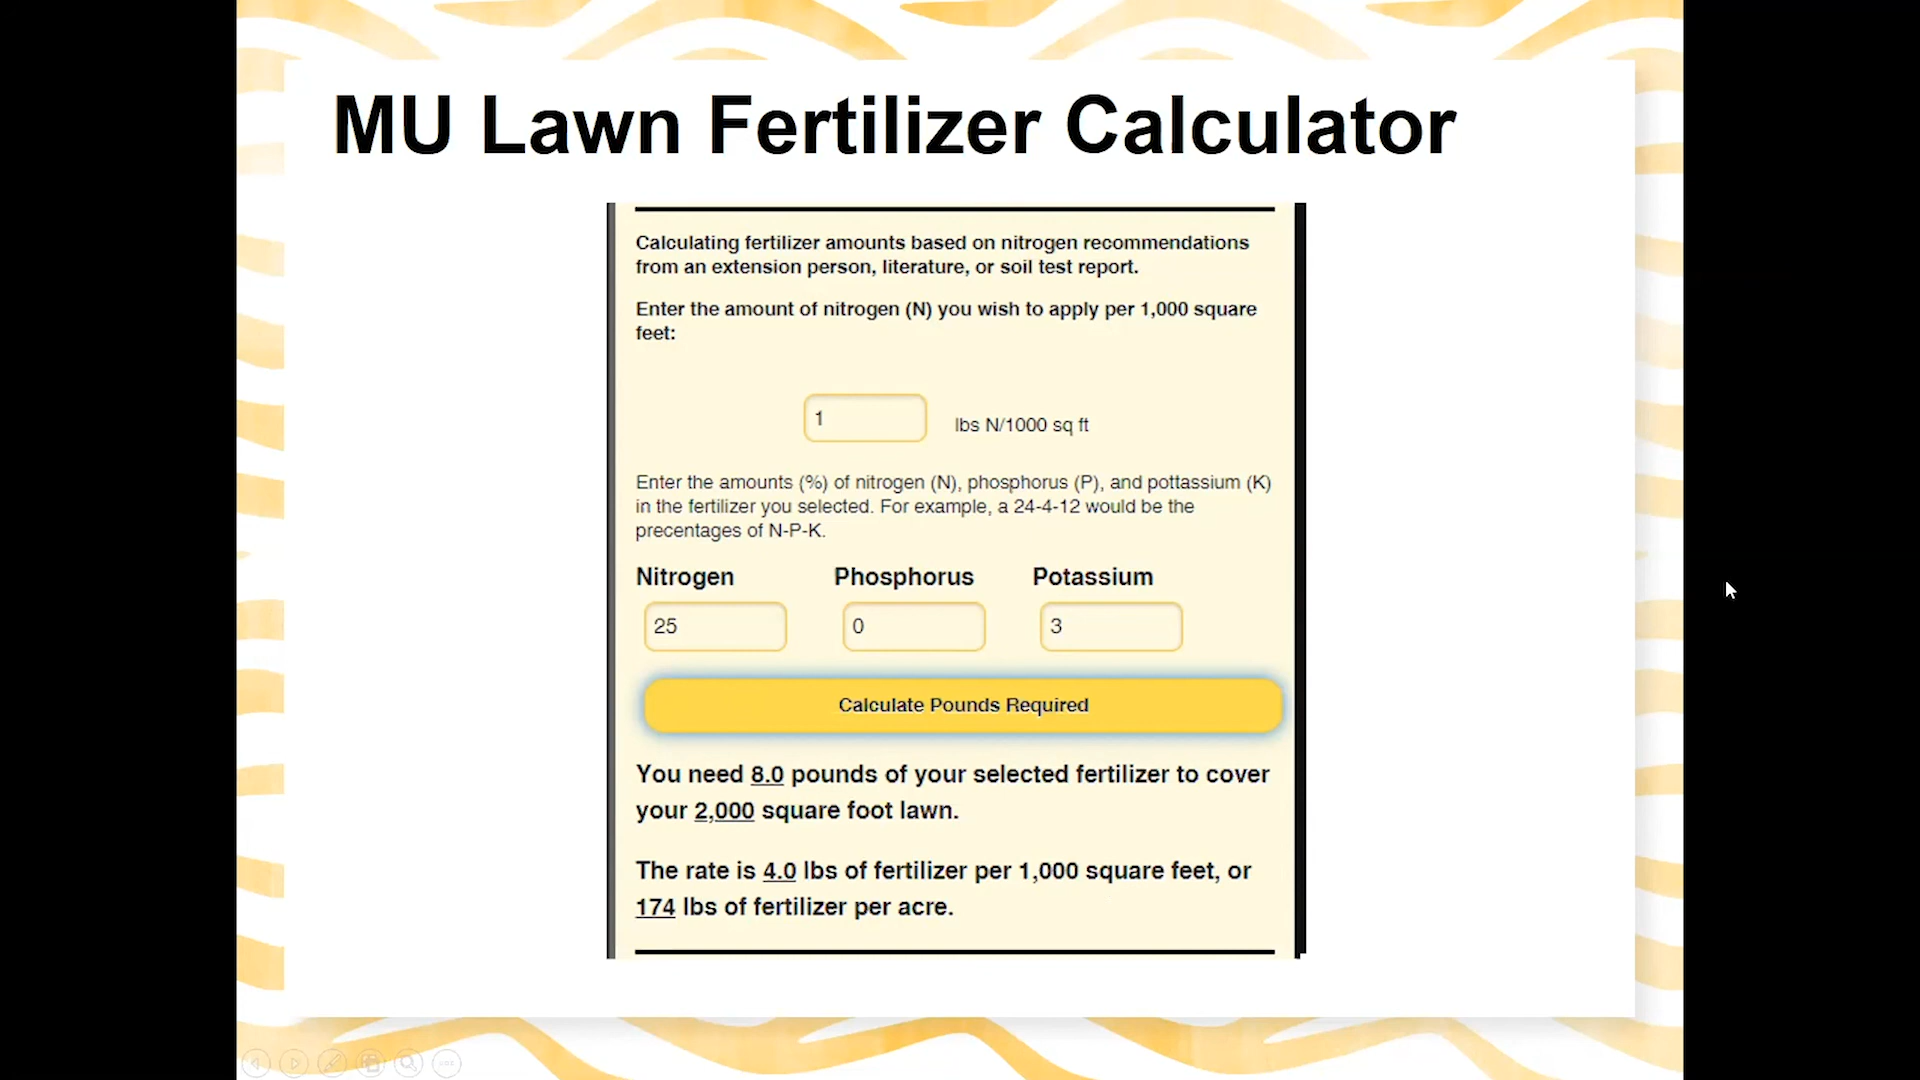 MU Lawn Fertilizer Calculator
Calculating fertilizer amounts based on nitrogen recommendations
from an extension person, literature, or soil test report.
Enter the amount of nitrogen (N) you wish to apply per 1,000 square
feet:
1 lbs N/1000 sq ft
Enter the amounts (%) of nitrogen (N), phosphorus (P), and pottassium (K)
in the fertilizer you selected. For example, a 24-4-12 would be the
precentages of N-P-K.
Nitrogen Phosphorus Potassium
25 0 3
Calculate Pounds Required
You need 8.0 pounds of your selected fertilizer to cover
your 2,000 square foot lawn.
The rate is 4.0 lbs of fertilizer per 1,000 square feet, or
174 lbs of fertilizer per acre.